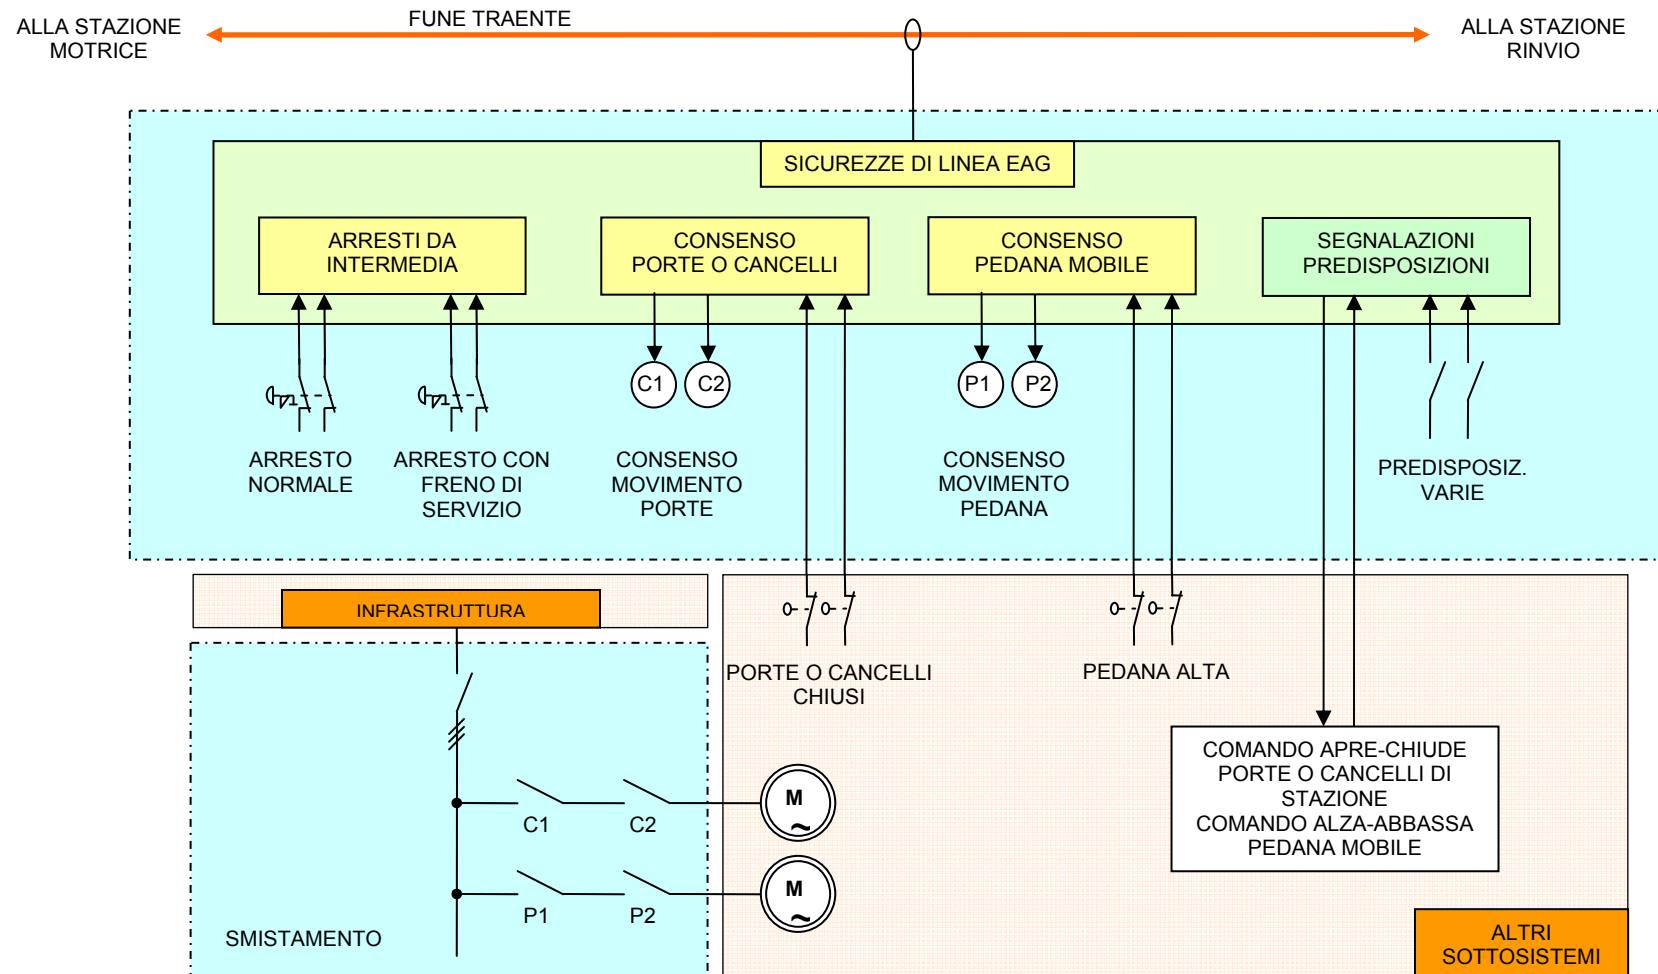 ALLA STAZIONE
MOTRICE
FUNE TRAENTE
ALLA STAZIONE
RINVIO
SICUREZZE DI LINEA EAG
ARRESTI DA
INTERMEDIA
CONSENSO
PORTE O CANCELLI
CONSENSO
PEDANA MOBILE
SEGNALAZIONI
PREDISPOSIZIONI
C1
C2
P1
P2
ARRESTO
NORMALE
ARRESTO CON
FRENO DI
SERVIZIO
CONSENSO
MOVIMENTO
PORTE
CONSENSO
MOVIMENTO
PEDANA
PREDISPOSIZ.
VARIE
INFRASTRUTTURA
PORTE O CANCELLI
CHIUSI
PEDANA ALTA
COMANDO APRE-CHIUDE
PORTE O CANCELLI DI
STAZIONE
COMANDO ALZA-ABBASSA
PEDANA MOBILE
C1
C2
M
~
P1
P2
M
~
SMISTAMENTO
ALTRI
SOTTOSISTEMI